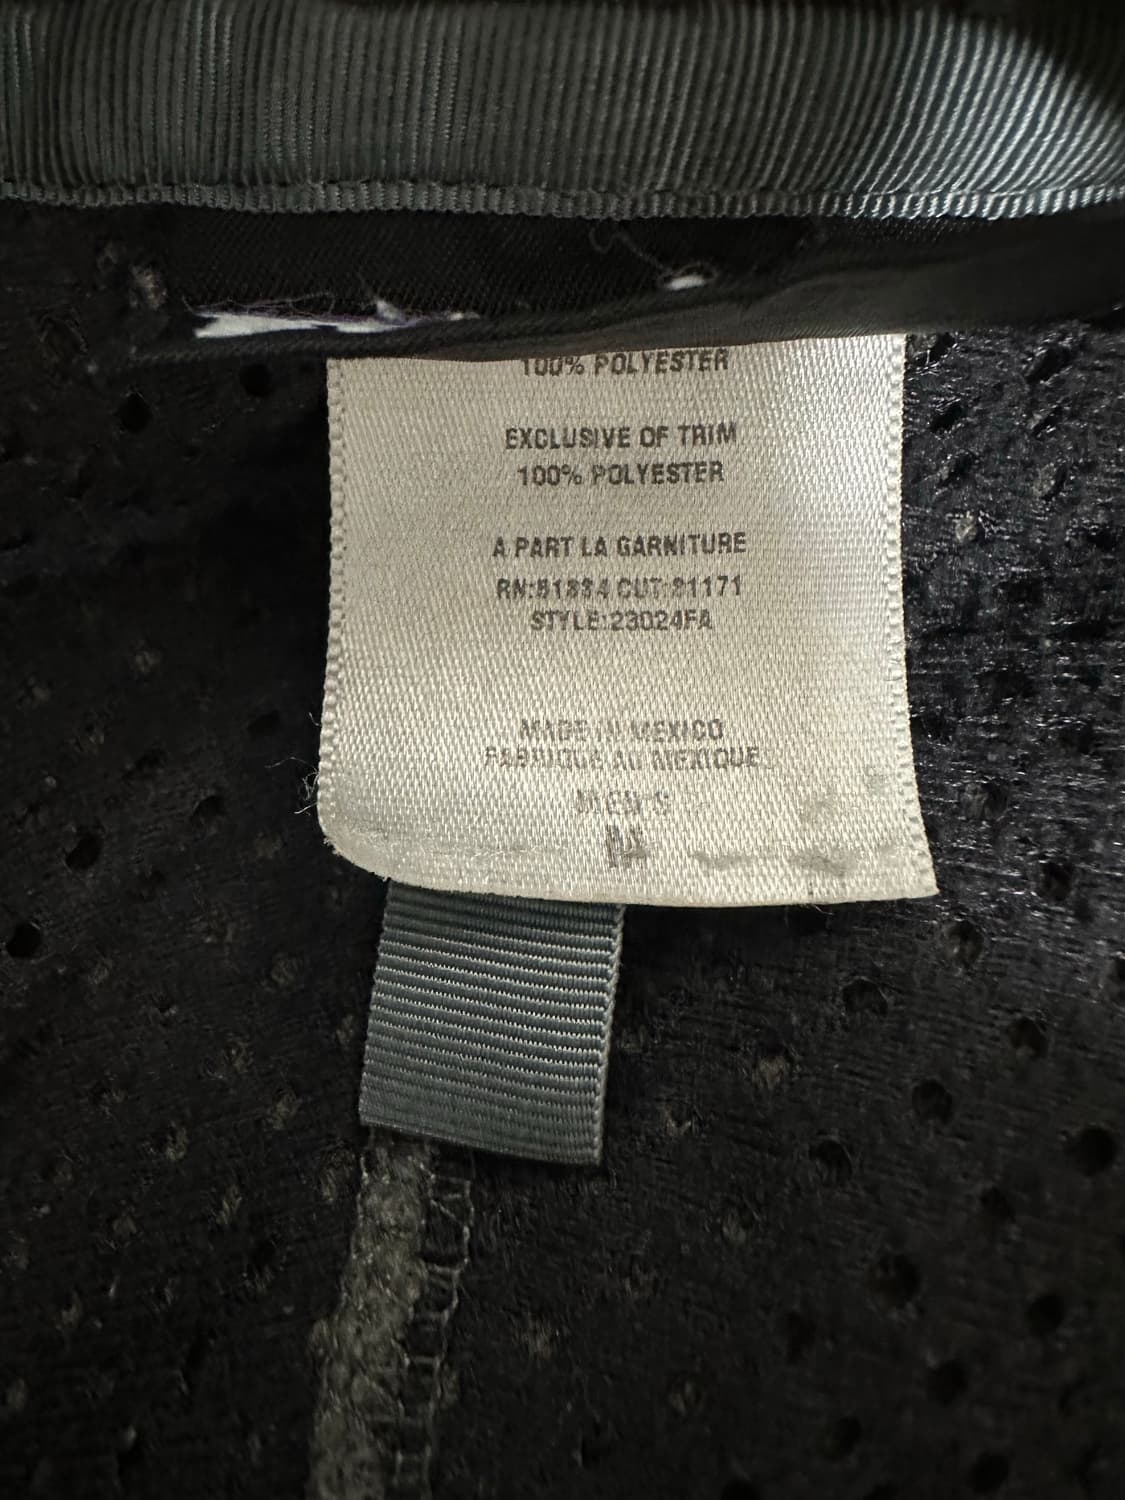 100% POLYESTER
EXCLUSIVE OF TRIM
100% POLYESTER
A PART LA GARNITURE
RN:51884 CUT:21171
STYLE:23024FA
MADE IN MEXICO
FABRIQUE AU MEXIQUE
MEN'S
M